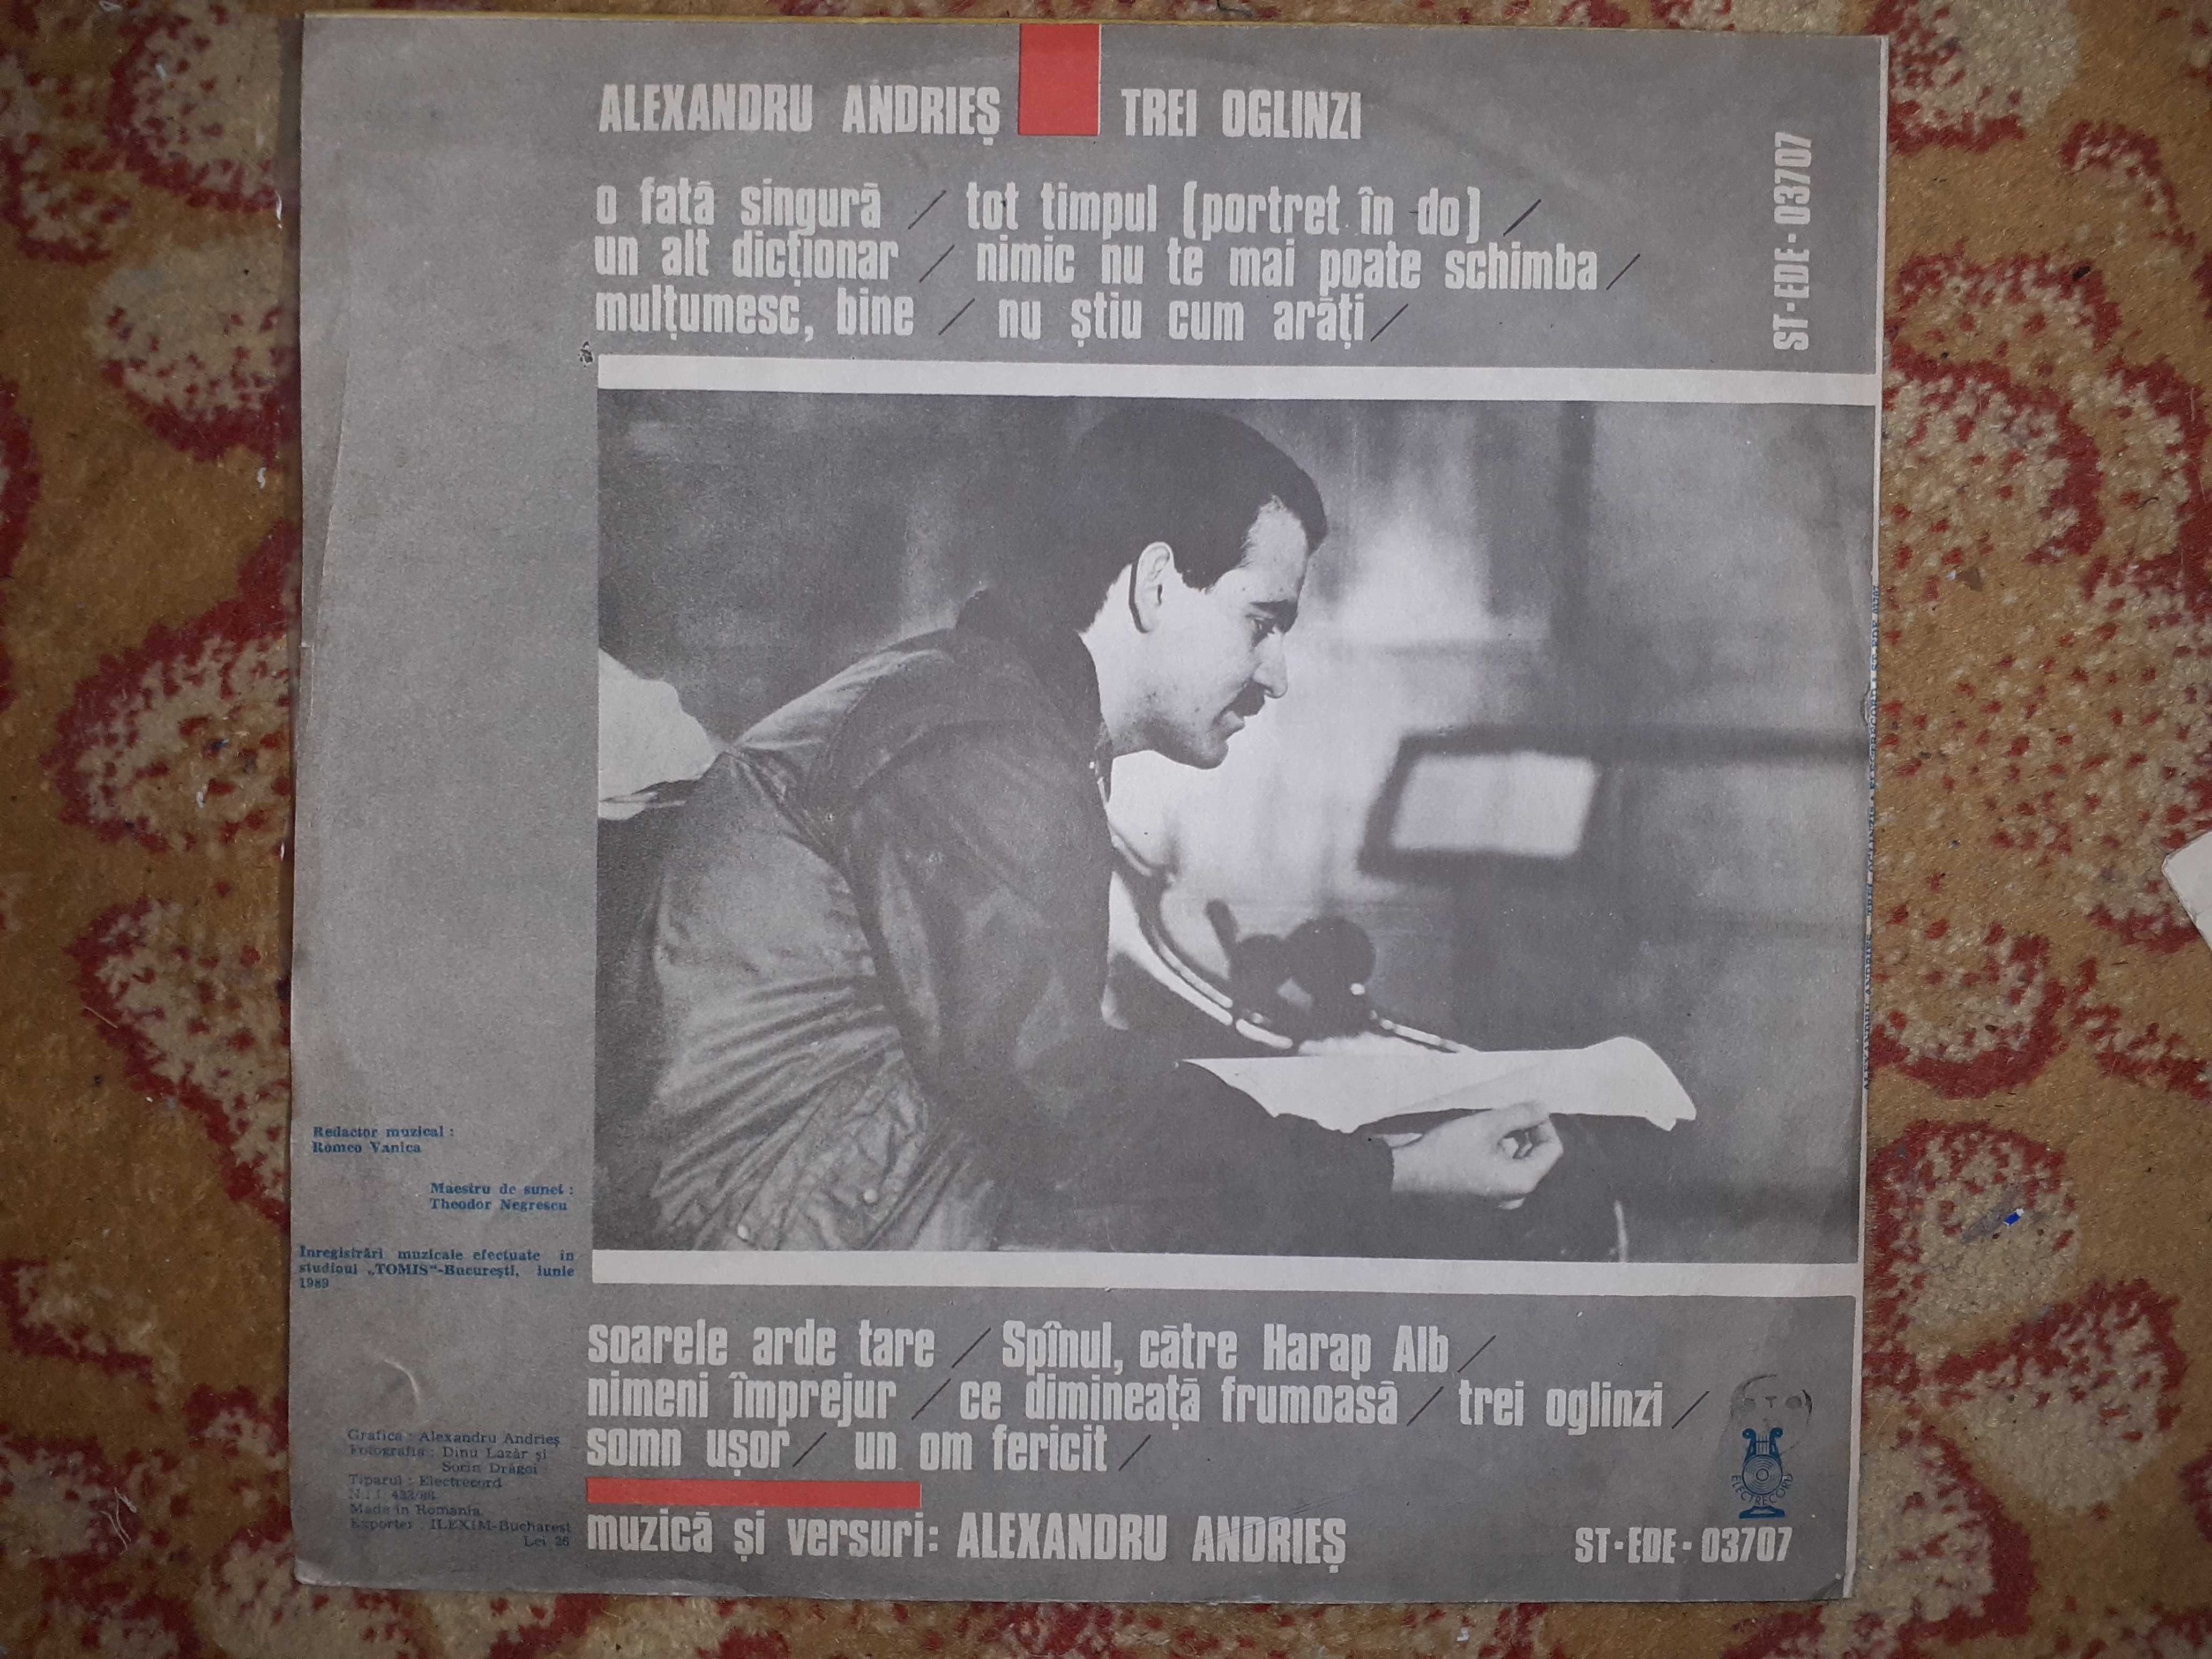 ALEXANDRU ANDRIEȘ TREI OGLINZI
o fată singură / tot timpul (portret în do) /
un alt dicționar / nimic nu te mai poate schimba /
mulțumesc, bine / nu știu cum arăți /
ST-EDE-03707
Redactor muzical :
Romeo Vanica
Maestru de sunet :
Theodor Negrescu
Inregistrări muzicale efectuate in
studioul „TOMIS"-București, iunie
1989
soarele arde tare / Spînul, către Harap Alb /
nimeni împrejur / ce dimineață frumoasă / trei oglinzi /
somn ușor / un om fericit /
Grafica : Alexandru Andrieș
Fotografia : Dinu Lazăr și
Sorin Drăgoi
Tiparul : Electrecord
Made in Romania
Exporter : ILEXIM-Bucharest
Lei 26
muzică și versuri: ALEXANDRU ANDRIEȘ
ELECTRECORD
ST-EDE-03707